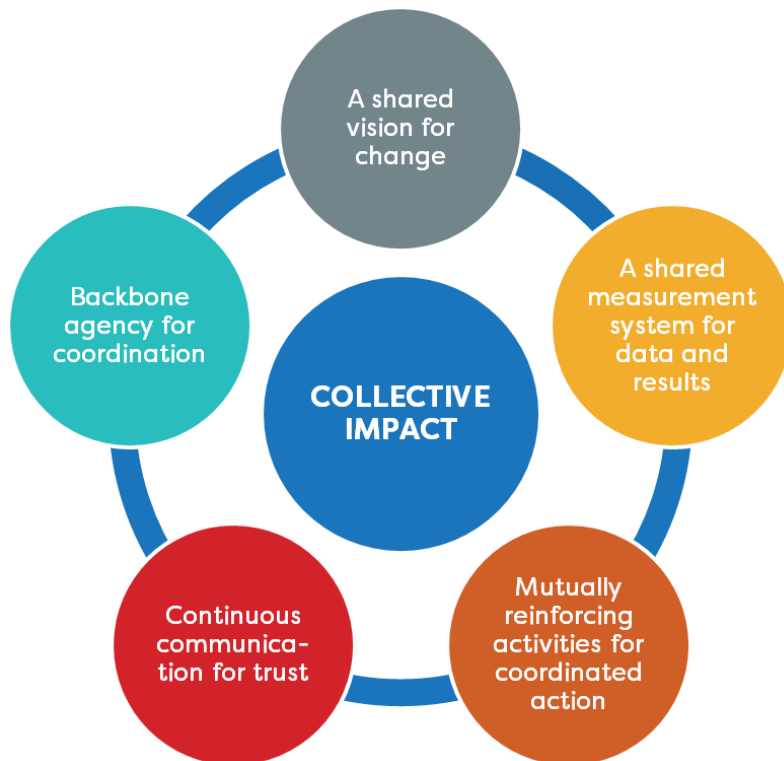 A shared
vision for
change
A shared
measurement
system for
data and
results
Mutually
reinforcing
activities for
coordinated
action
Continuous
communica-
tion for trust
Backbone
agency for
coordination
COLLECTIVE
IMPACT